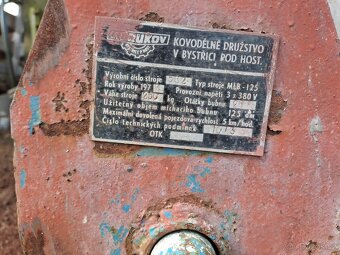 KOVODĚLNÉ DRUŽSTVO
V BYSTŘICI POD HOST.
Výrobní číslo stroje Typ stroje MLB-125
Rok výroby 197 Provozní napětí 3 x 380 V
Váha stroje kg Otáčky bubnu
Užitečný objem míchacího bubnu 125
Maximální dovolená pojezdová rychlost 5 km/hod.
Číslo technických podmínek
OTK